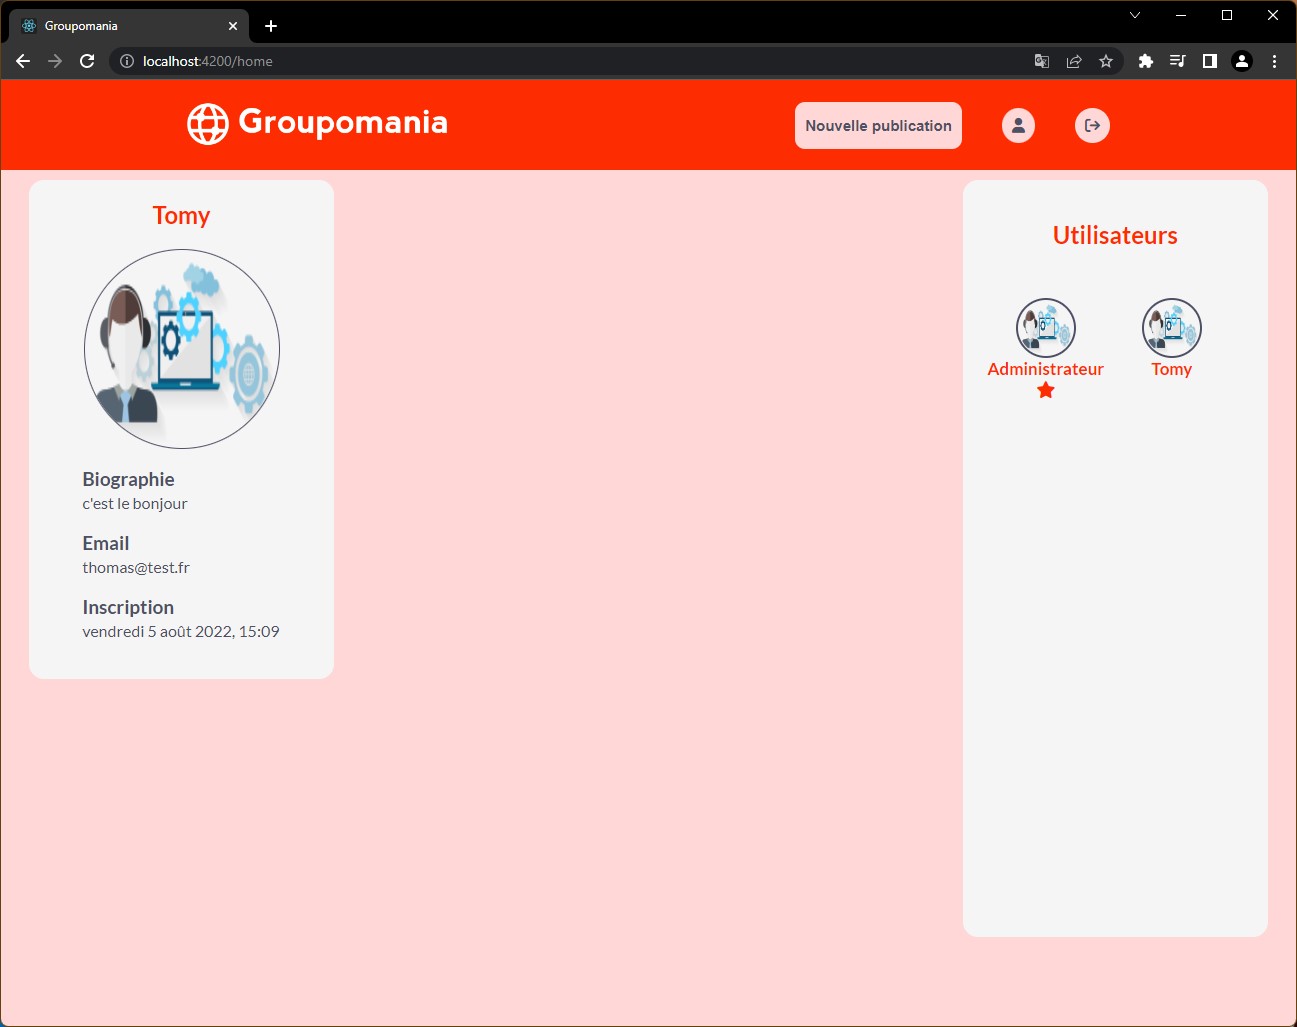 Groupomania
localhost:4200/home
Groupomania
Nouvelle publication
Tomy
Biographie
c'est le bonjour
Email
thomas@test.fr
Inscription
vendredi 5 août 2022, 15:09
Utilisateurs
Administrateur
Tomy